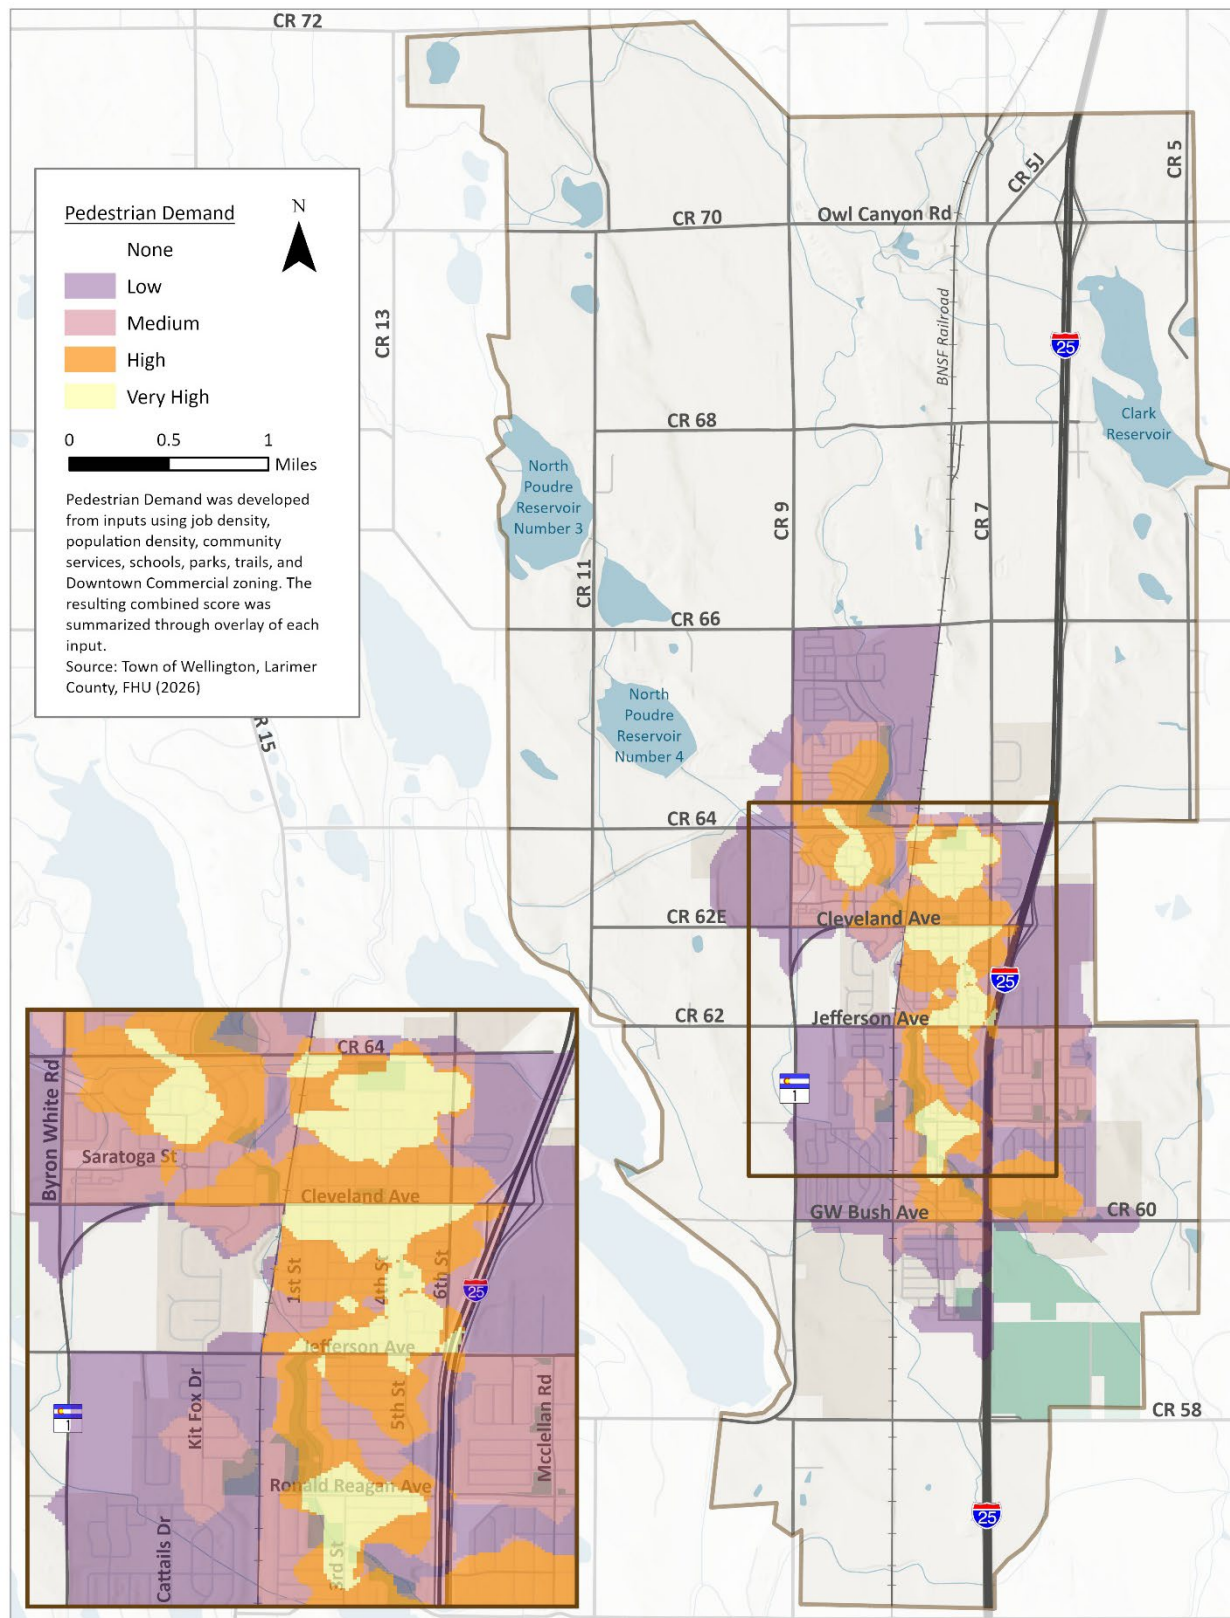 CR 72
Pedestrian Demand
N
None
Low
Medium
High
Very High
0 0.5 1
Miles
Pedestrian Demand was developed
from inputs using job density,
population density, community
services, schools, parks, trails, and
Downtown Commercial zoning. The
resulting combined score was
summarized through overlay of each
input.
Source: Town of Wellington, Larimer
County, FHU (2026)
CR 5
CR 5J
CR 70
Owl Canyon Rd
CR 13
BNSF Railroad
25
Clark
Reservoir
CR 68
North
Poudre
Reservoir
Number 3
CR 9
CR 7
CR 11
CR 66
North
Poudre
Reservoir
Number 4
R 15
CR 64
CR 62E
Cleveland Ave
25
CR 62
Jefferson Ave
1
GW Bush Ave
CR 60
CR 58
25
CR 64
Byron White Rd
Saratoga St
Cleveland Ave
1st St
4th St
6th St
25
Jefferson Ave
Kit Fox Dr
5th St
Mcclellan Rd
1
Ronald Reagan Ave
Cattails Dr
3rd St